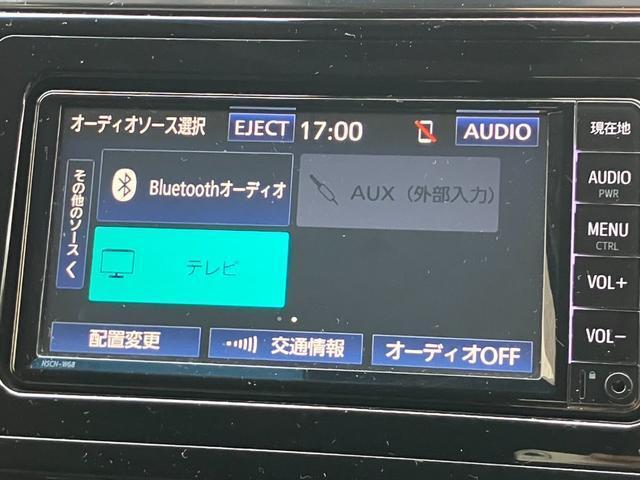 オーディオソース選択 EJECT 17:00 AUDIO
その他のソース
Bluetoothオーディオ
AUX (外部入力)
テレビ
配置変更
交通情報
オーディオOFF
NSCN-W68
現在地
AUDIO
PWR
MENU
CTRL
VOL+
VOL-